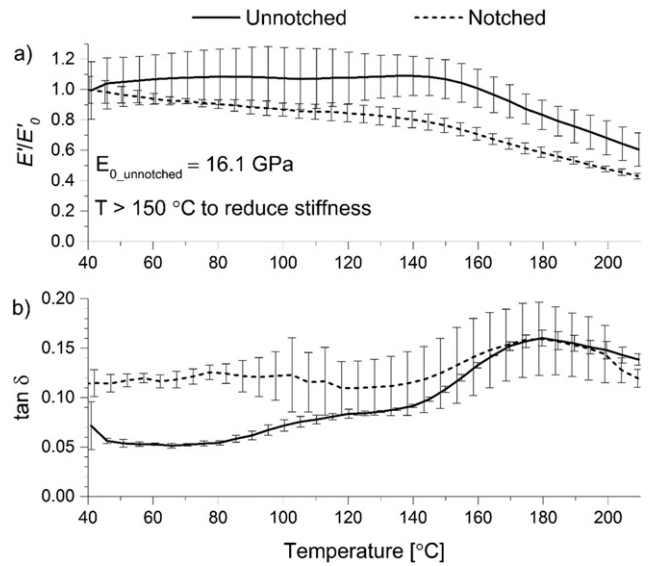 Unnotched Notched
a)
1.2
1.0
0.8
0.6
0.4
0.2
0.0
E'/E'₀
E₀_unnotched = 16.1 GPa
T > 150 °C to reduce stiffness
40 60 80 100 120 140 160 180 200
b)
0.20
0.15
0.10
0.05
0.00
tan δ
40 60 80 100 120 140 160 180 200
Temperature [°C]